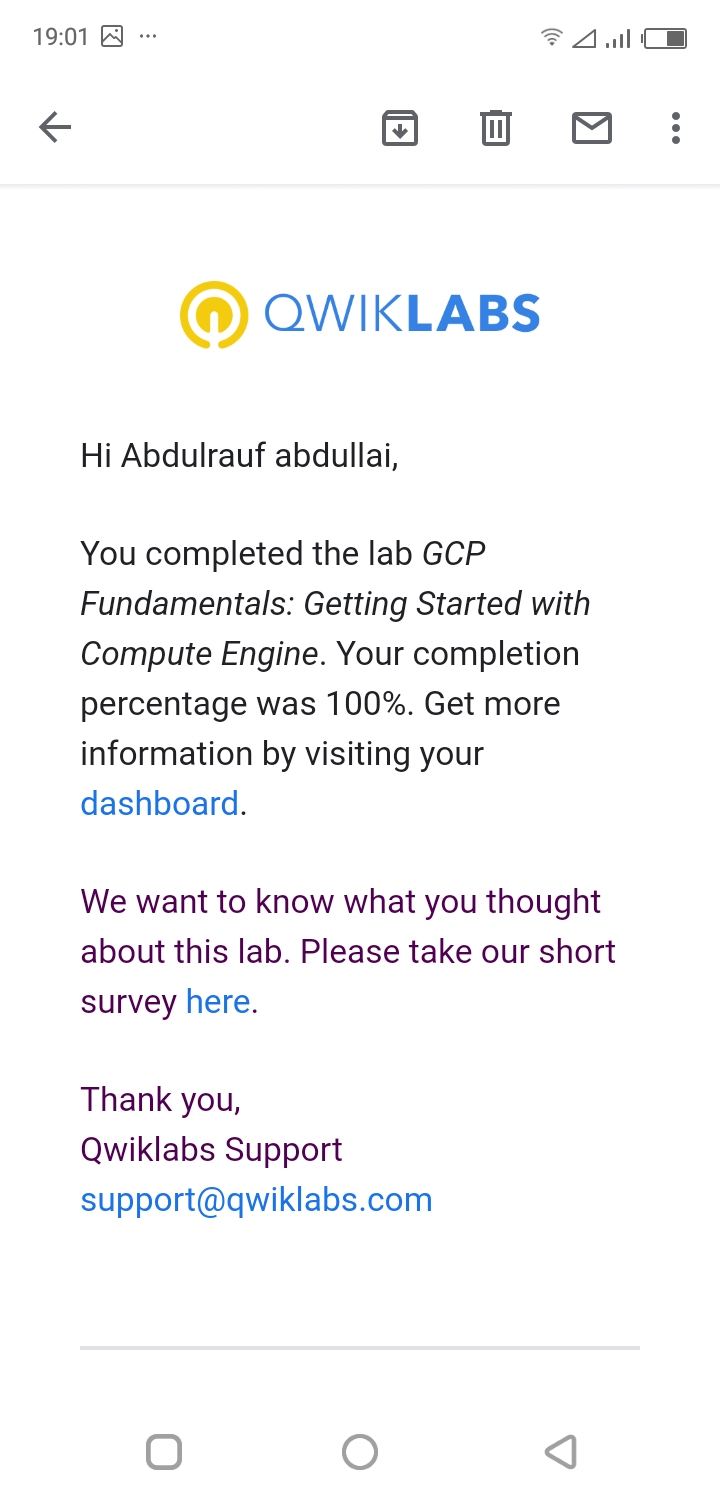 19:01
QWIKLABS
Hi Abdulrauf abdullai,
You completed the lab GCP
Fundamentals: Getting Started with
Compute Engine. Your completion
percentage was 100%. Get more
information by visiting your
dashboard.
We want to know what you thought
about this lab. Please take our short
survey here.
Thank you,
Qwiklabs Support
support@qwiklabs.com